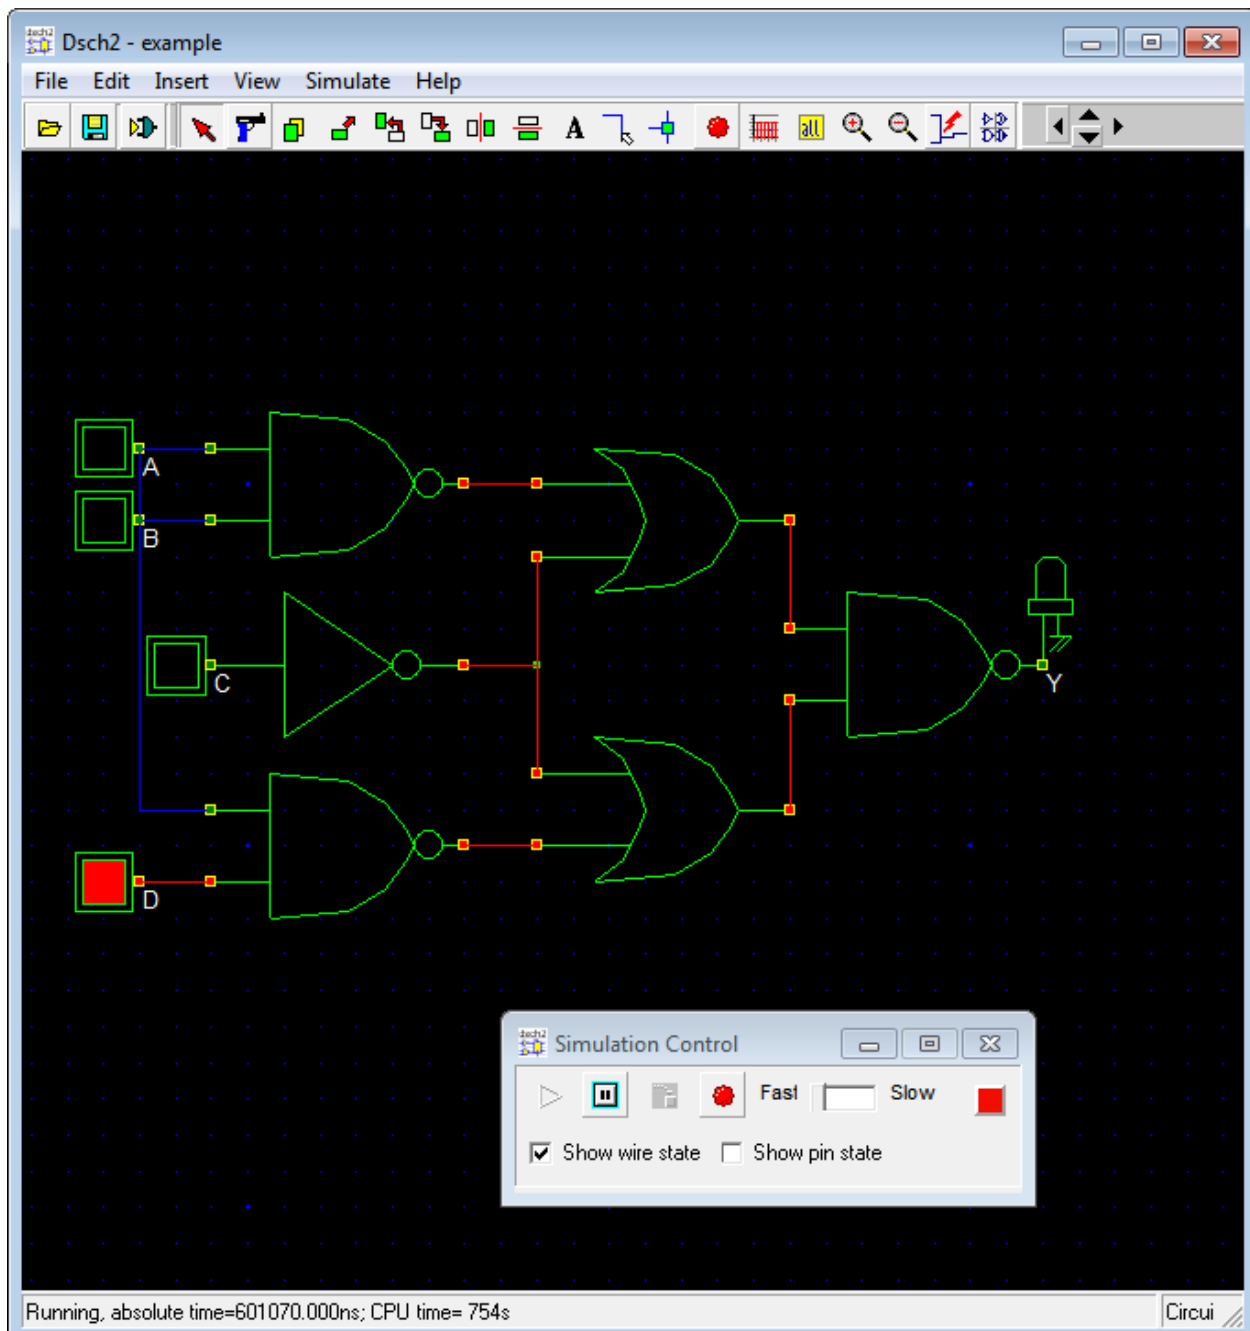 Dsch2 - example
File Edit Insert View Simulate Help
A all
A
B
C
Y
D
Simulation Control
Fast Slow
Show wire state Show pin state
Running, absolute time=601070.000ns; CPU time= 754s Circui